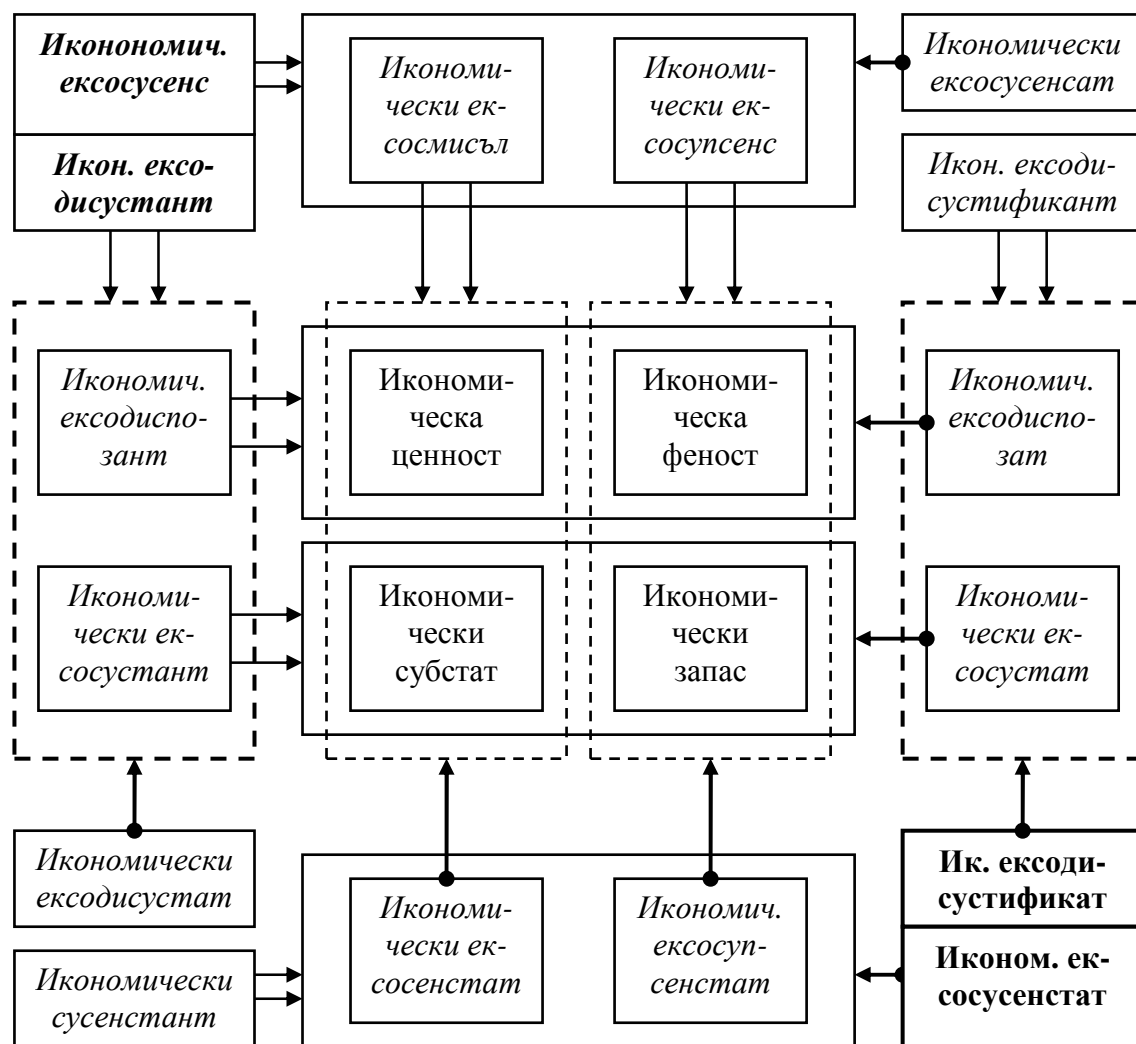 Иконономич.
ексосусенс
Икон. ексо-
дисустант
Икономи-
чески ек-
сосмисъл
Икономи-
чески ек-
сосупсенс
Икономически
ексосусенсат
Икон. ексоди-
сустификант
Икономич.
ексодиспо-
зант
Икономи-
ческа
ценност
Икономи-
ческа
феност
Икономич.
ексодиспо-
зат
Икономи-
чески ек-
сосустант
Икономи-
чески
субстат
Икономи-
чески
запас
Икономи-
чески ек-
сосустат
Икономически
ексодисустат
Икономически
сусенстант
Икономи-
чески ек-
сосенстат
Икономич.
ексосуп-
сенстат
Ик. ексоди-
сустификат
Иконом. ек-
сосусенстат